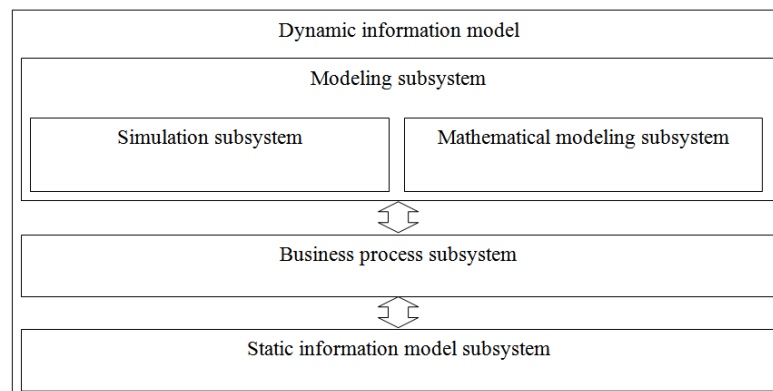 Dynamic information model
Modeling subsystem
Simulation subsystem
Mathematical modeling subsystem
Business process subsystem
Static information model subsystem